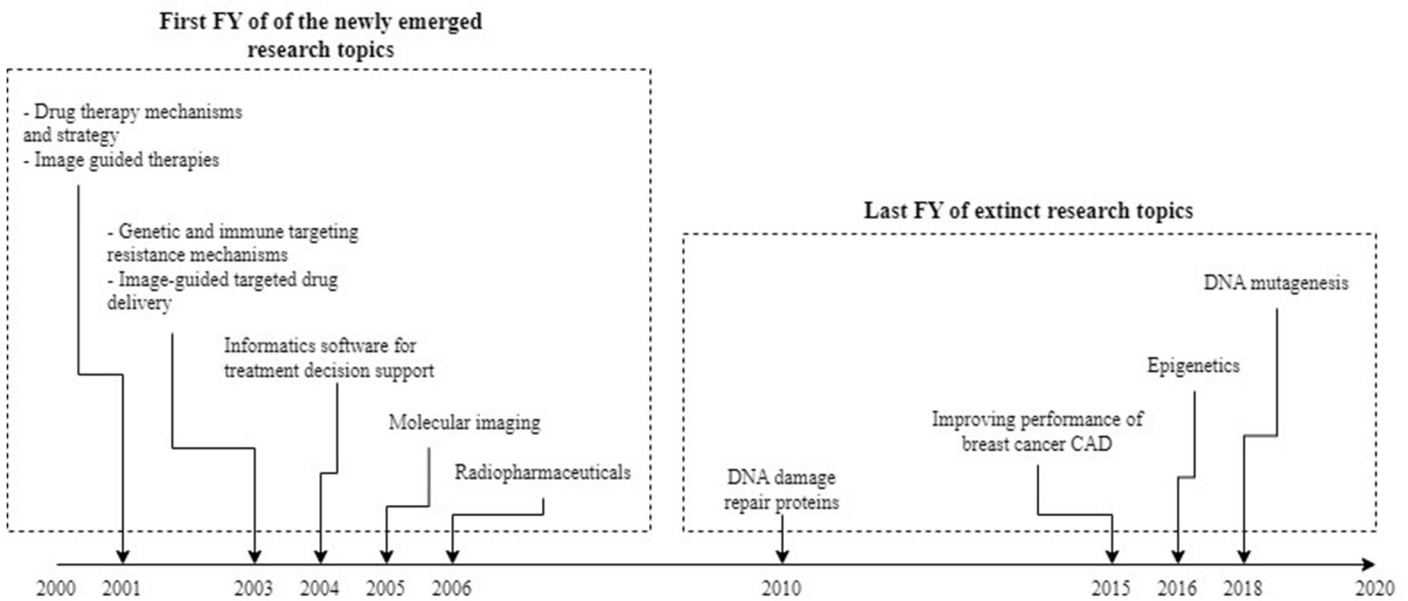 First FY of of the newly emerged
research topics
- Drug therapy mechanisms
and strategy
- Image guided therapies
- Genetic and immune targeting
resistance mechanisms
- Image-guided targeted drug
delivery
Informatics software for
treatment decision support
Molecular imaging
Radiopharmaceuticals
Last FY of extinct research topics
DNA mutagenesis
Epigenetics
Improving performance of
breast cancer CAD
DNA damage
repair proteins
2000 2001 2003 2004 2005 2006 2010 2015 2016 2018 2020